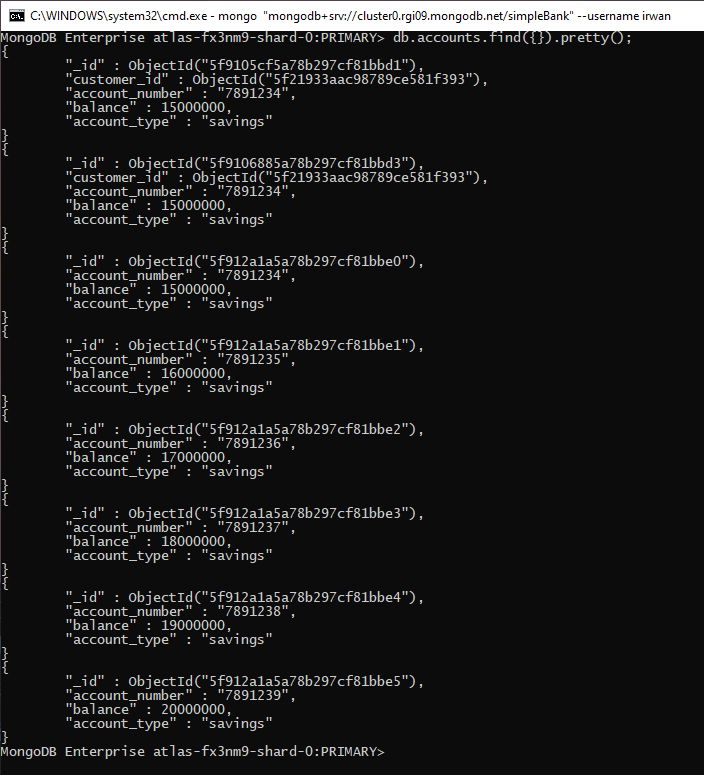 C:\WINDOWS\system32\cmd.exe - mongo "mongodb+srv://cluster0.rgi09.mongodb.net/simpleBank" --username irwan
MongoDB Enterprise atlas-fx3nm9-shard-0:PRIMARY> db.accounts.find({}).pretty();
{
        "_id" : ObjectId("5f9105cf5a78b297cf81bbd1"),
        "customer_id" : ObjectId("5f21933aac98789ce581f393"),
        "account_number" : "7891234",
        "balance" : 15000000,
        "account_type" : "savings"
}
{
        "_id" : ObjectId("5f9106885a78b297cf81bbd3"),
        "customer_id" : ObjectId("5f21933aac98789ce581f393"),
        "account_number" : "7891234",
        "balance" : 15000000,
        "account_type" : "savings"
}
{
        "_id" : ObjectId("5f912a1a5a78b297cf81bbe0"),
        "account_number" : "7891234",
        "balance" : 15000000,
        "account_type" : "savings"
}
{
        "_id" : ObjectId("5f912a1a5a78b297cf81bbe1"),
        "account_number" : "7891235",
        "balance" : 16000000,
        "account_type" : "savings"
}
{
        "_id" : ObjectId("5f912a1a5a78b297cf81bbe2"),
        "account_number" : "7891236",
        "balance" : 17000000,
        "account_type" : "savings"
}
{
        "_id" : ObjectId("5f912a1a5a78b297cf81bbe3"),
        "account_number" : "7891237",
        "balance" : 18000000,
        "account_type" : "savings"
}
{
        "_id" : ObjectId("5f912a1a5a78b297cf81bbe4"),
        "account_number" : "7891238",
        "balance" : 19000000,
        "account_type" : "savings"
}
{
        "_id" : ObjectId("5f912a1a5a78b297cf81bbe5"),
        "account_number" : "7891239",
        "balance" : 20000000,
        "account_type" : "savings"
}
MongoDB Enterprise atlas-fx3nm9-shard-0:PRIMARY>